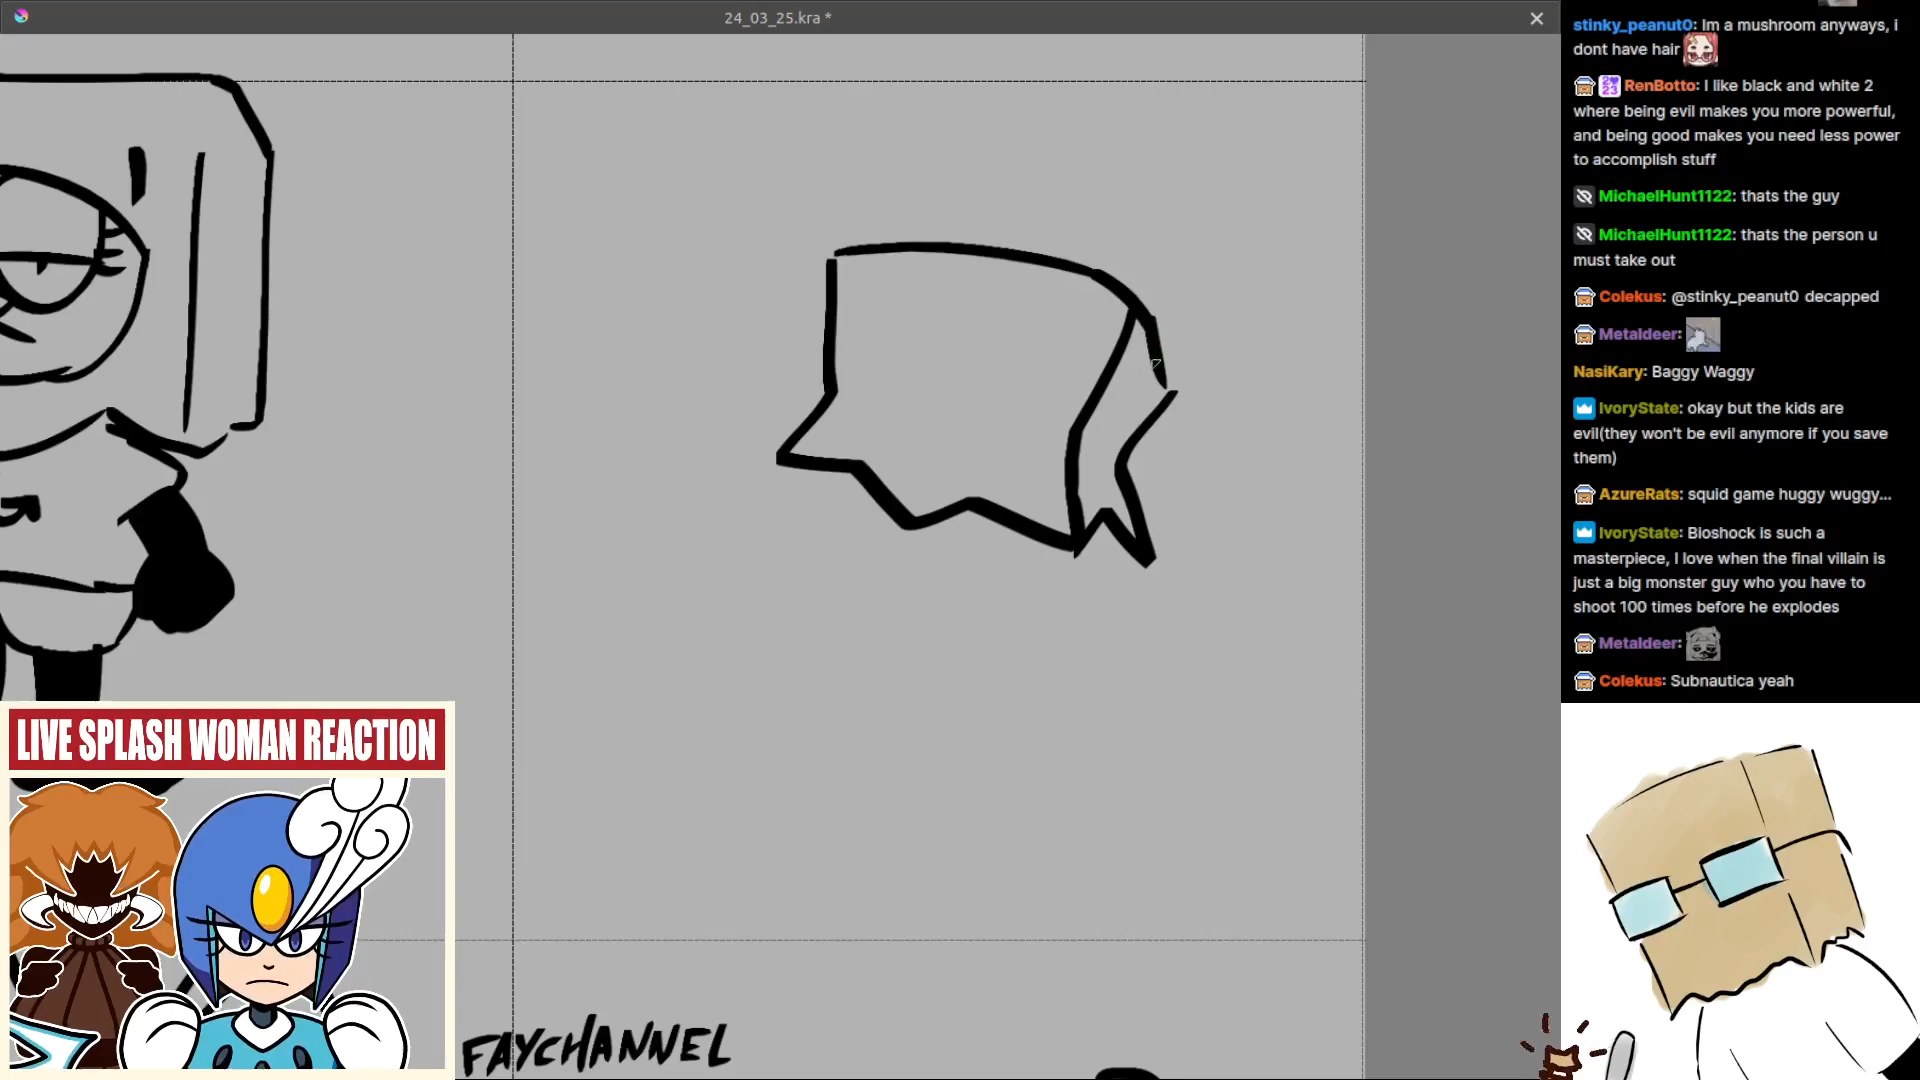 24_03_25.kra *
stinky_peanut0: Im a mushroom anyways, i
dont have hair
RenBotto: I like black and white 2
where being evil makes you more powerful,
and being good makes you need less power
to accomplish stuff
MichaelHunt1122: thats the guy
MichaelHunt1122: thats the person u
must take out
Colekus: @stinky_peanut0 decapped
Metaldeer:
NasiKary: Baggy Waggy
IvoryState: okay but the kids are
evil(they won't be evil anymore if you save
them)
AzureRats: squid game huggy wuggy...
IvoryState: Bioshock is such a
masterpiece, I love when the final villain is
just a big monster guy who you have to
shoot 100 times before he explodes
Metaldeer:
Colekus: Subnautica yeah
LIVE SPLASH WOMAN REACTION
FAYCHANNEL